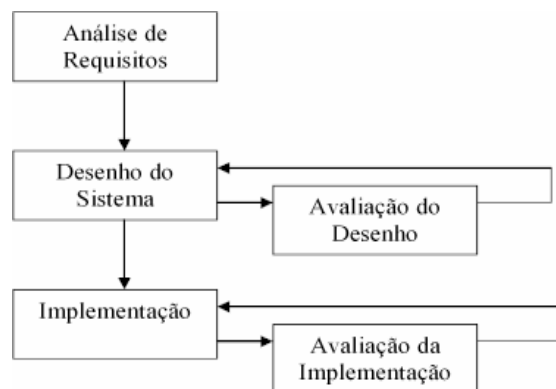 Análise de
Requisitos
Desenho do
Sistema
Avaliação do
Desenho
Implementação
Avaliação da
Implementação